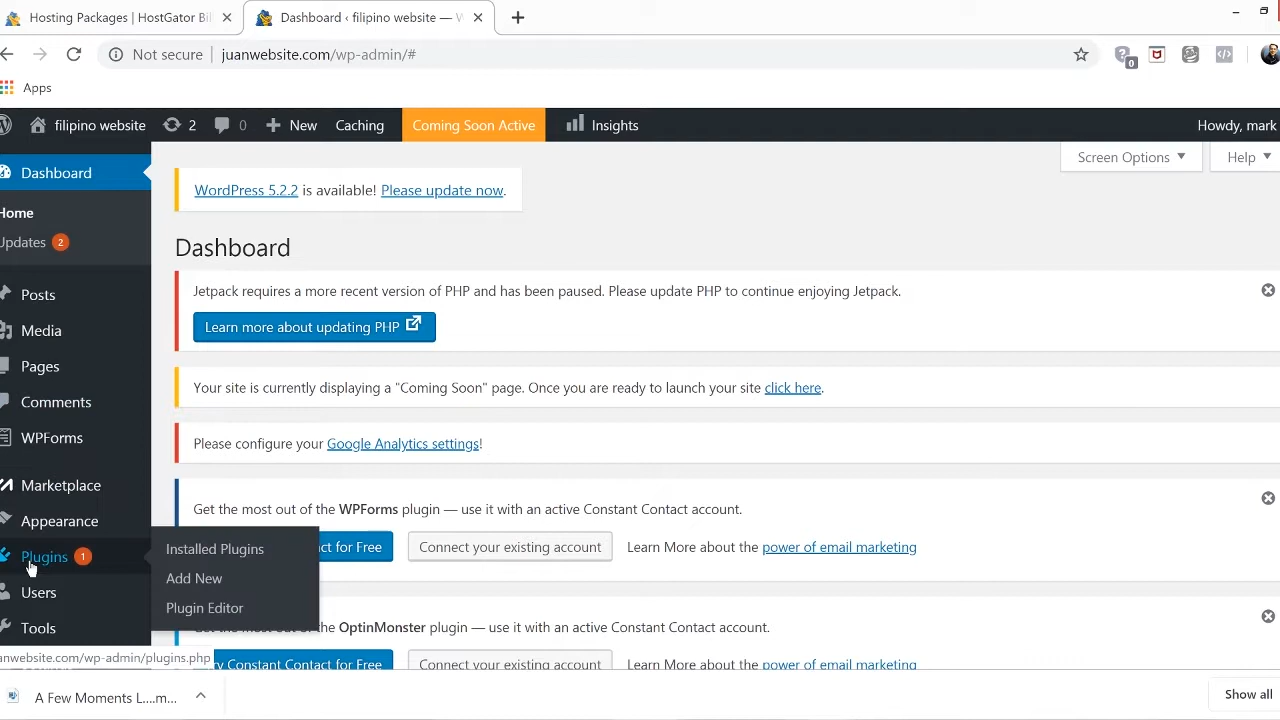 Hosting Packages | HostGator Bil
Dashboard ‹ filipino website — W
Not secure | juanwebsite.com/wp-admin/#
0
Apps
filipino website 2 0 New Caching Coming Soon Active Insights Howdy, mark
Dashboard
Home
Updates 2
Posts
Media
Pages
Comments
WPForms
Marketplace
Appearance
Plugins 1
Users
Tools
Installed Plugins
Add New
Plugin Editor
Screen Options Help
WordPress 5.2.2 is available! Please update now.
Dashboard
Jetpack requires a more recent version of PHP and has been paused. Please update PHP to continue enjoying Jetpack.
Learn more about updating PHP
Your site is currently displaying a "Coming Soon" page. Once you are ready to launch your site click here.
Please configure your Google Analytics settings!
Get the most out of the WPForms plugin — use it with an active Constant Contact account.
ct for Free Connect your existing account Learn More about the power of email marketing
the OptinMonster plugin — use it with an active Constant Contact account.
ry Constant Contact for Free Connect your existing account Learn More about the power of email marketing
anwebsite.com/wp-admin/plugins.php
A Few Moments L....m...
Show all